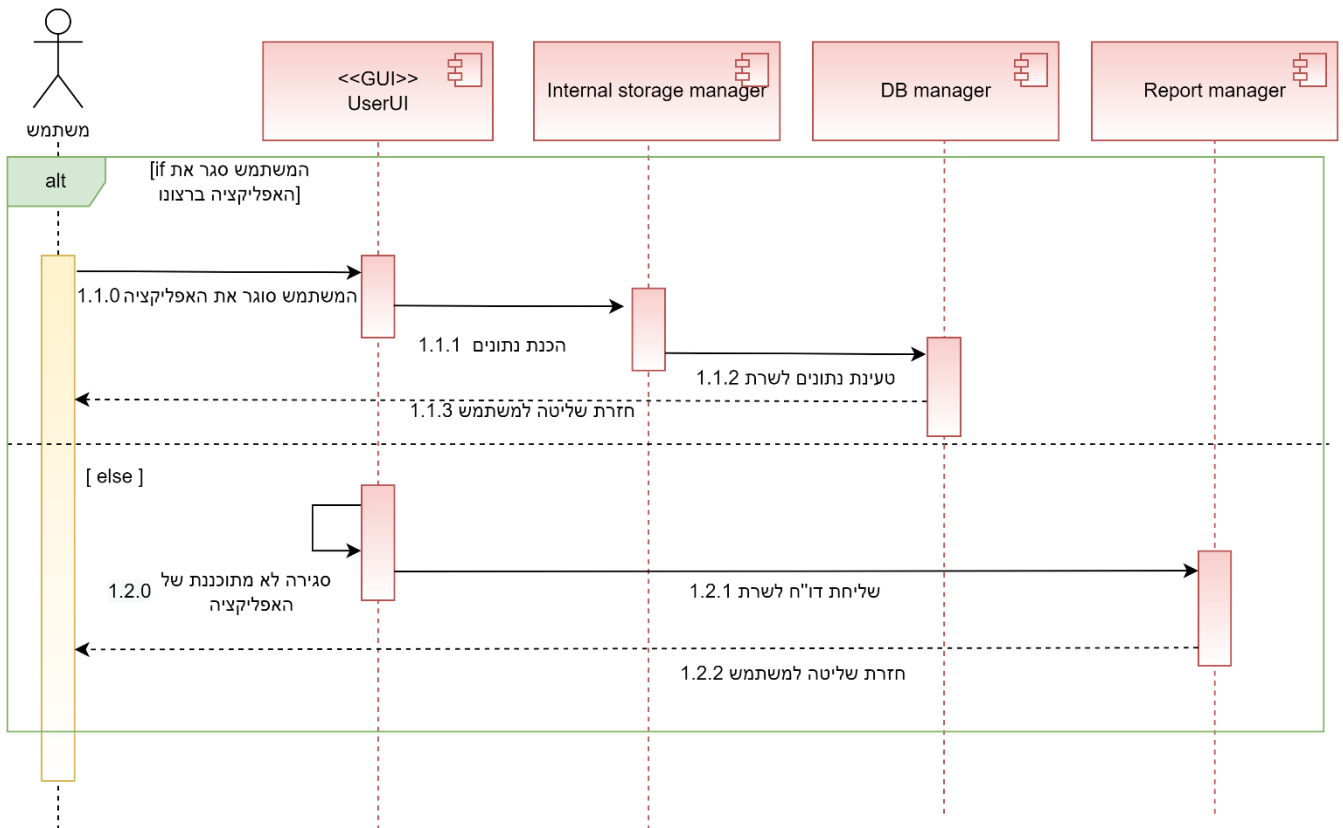 <<GUI>>
UserUI
Internal storage manager
DB manager
Report manager
משתמש
alt
[if המשתמש סגר את
האפליקציה ברצונו]
1.1.0 המשתמש סוגר את האפליקציה
1.1.1 הכנת נתונים
1.1.2 טעינת נתונים לשרת
1.1.3 חזרת שליטה למשתמש
[ else ]
1.2.0 סגירה לא מתוכננת של
האפליקציה
1.2.1 שליחת דו"ח לשרת
1.2.2 חזרת שליטה למשתמש